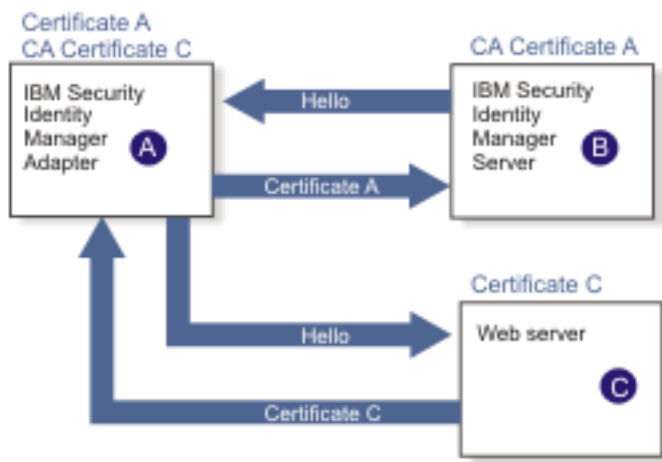 Certificate A
CA Certificate C
IBM Security
Identity
Manager
Adapter
A
Hello
Certificate A
CA Certificate A
IBM Security
Identity
Manager
Server
B
Hello
Certificate C
Certificate C
Web server
C